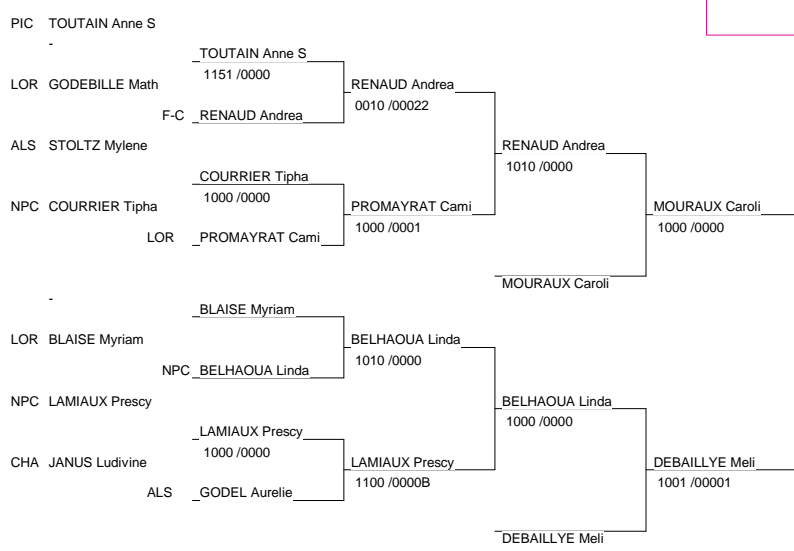 PIC TOUTAIN Anne S
-
TOUTAIN Anne S
1151 /0000
LOR GODEBILLE Math
RENAUD Andrea
0010 /00022
F-C RENAUD Andrea
ALS STOLTZ Mylene
RENAUD Andrea
1010 /0000
COURRIER Tipha
1000 /0000
NPC COURRIER Tipha
PROMAYRAT Cami
1000 /0001
MOURAUX Caroli
1000 /0000
LOR PROMAYRAT Cami
MOURAUX Caroli
-
BLAISE Myriam
LOR BLAISE Myriam
BELHAOUA Linda
1010 /0000
NPC BELHAOUA Linda
NPC LAMIAUX Prescy
BELHAOUA Linda
1000 /0000
LAMIAUX Prescy
1000 /0000
CHA JANUS Ludivine
LAMIAUX Prescy
1100 /0000B
DEBAILLYE Meli
1001 /00001
ALS GODEL Aurelie
DEBAILLYE Meli